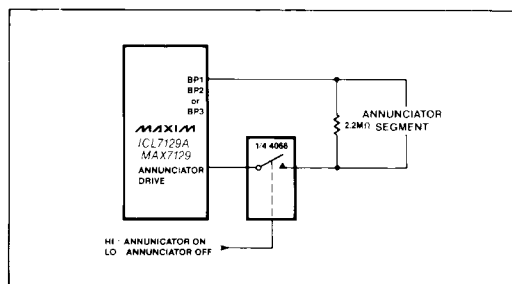 BP1
BP2
or
BP3
MAXIM
ICL7129A
MAX7129
ANNUNCIATOR
DRIVE
1/4 4066
2.2MΩ
ANNUNCIATOR
SEGMENT
HI · ANNUNICATOR ON
LO ANNUNCIATOR OFF